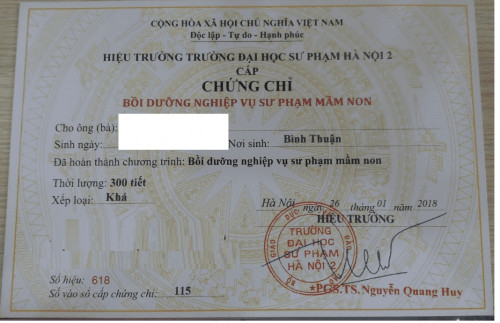 CỘNG HÒA XÃ HỘI CHỦ NGHĨA VIỆT NAM
Độc lập - Tự do - Hạnh phúc
HIỆU TRƯỞNG TRƯỜNG ĐẠI HỌC SƯ PHẠM HÀ NỘI 2
CẤP
CHỨNG CHỈ
BỒI DƯỠNG NGHIỆP VỤ SƯ PHẠM MẦM NON
Cho ông (bà):
Sinh ngày: Nơi sinh: Bình Thuận
Đã hoàn thành chương trình: Bồi dưỡng nghiệp vụ sư phạm mầm non
Thời lượng: 300 tiết
Xếp loại: Khá
Hà Nội, ngày 26 tháng 01 năm 2018
HIỆU TRƯỞNG
BỘ GIÁO DỤC
TRƯỜNG
ĐẠI HỌC
SƯ PHẠM
HÀ NỘI 2
Số hiệu: 618
Số vào sổ cấp chứng chỉ: 115
PGS.TS.Nguyễn Quang Huy